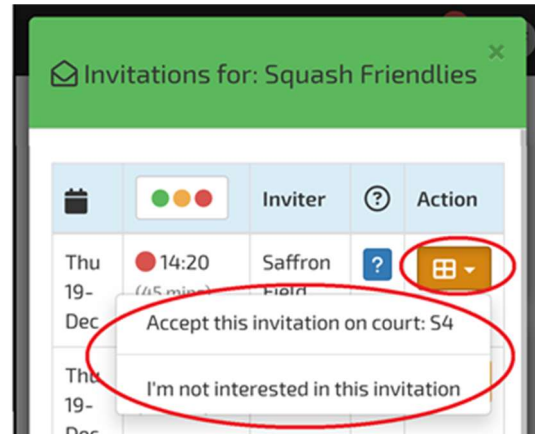 Invitations for: Squash Friendlies
×
Inviter ? Action
Thu 14:20 Saffron ?
19- (45 mins) Field
Dec Accept this invitation on court: S4
Thu I'm not interested in this invitation
19-
Dec